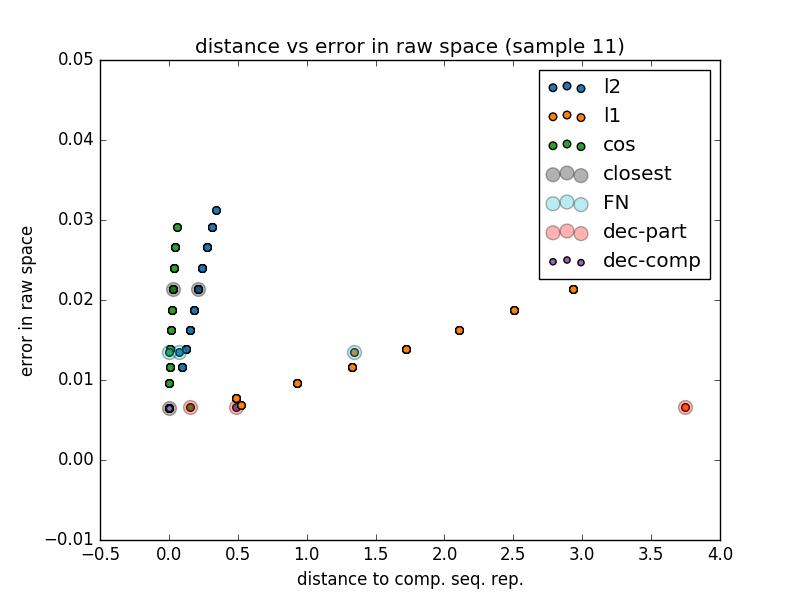 distance vs error in raw space (sample 11)
0.05
0.04
0.03
0.02
0.01
0.00
−0.01
error in raw space
l2
l1
cos
closest
FN
dec-part
dec-comp
−0.5 0.0 0.5 1.0 1.5 2.0 2.5 3.0 3.5 4.0
distance to comp. seq. rep.